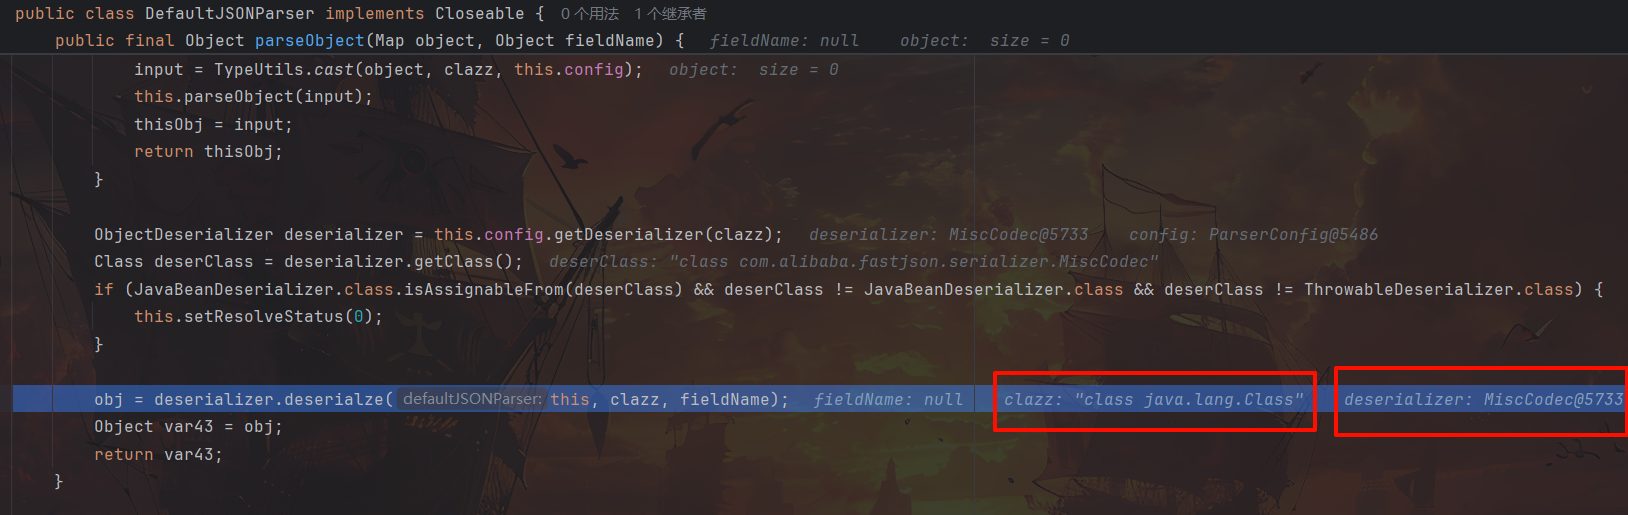 public class DefaultJSONParser implements Closeable { 0 个用法 1 个继承者
public final Object parseObject(Map object, Object fieldName) { fieldName: null object: size = 0
input = TypeUtils.cast(object, clazz, this.config); object: size = 0
this.parseObject(input);
thisObj = input;
return thisObj;
}
ObjectDeserializer deserializer = this.config.getDeserializer(clazz); deserializer: MiscCodec@5733 config: ParserConfig@5486
Class deserClass = deserializer.getClass(); deserClass: "class com.alibaba.fastjson.serializer.MiscCodec"
if (JavaBeanDeserializer.class.isAssignableFrom(deserClass) && deserClass != JavaBeanDeserializer.class && deserClass != ThrowableDeserializer.class) {
this.setResolveStatus(0);
}
obj = deserializer.deserialze( defaultJSONParser: this, clazz, fieldName); fieldName: null clazz: "class java.lang.Class" deserializer: MiscCodec@5733
Object var43 = obj;
return var43;
}